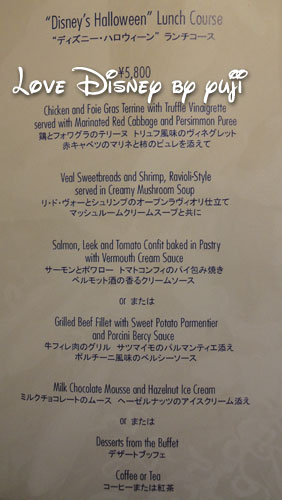 “Disney's Halloween” Lunch Course
“ディズニー・ハロウィーン” ランチコース
¥5,800
Love Disney by yuji
Chicken and Foie Gras Terrine with Truffle Vinaigrette
served with Marinated Red Cabbage and Persimmon Puree
鶏とフォワグラのテリーヌ トリュフ風味のヴィネグレット
赤キャベツのマリネと柿のピュレを添えて
Veal Sweetbreads and Shrimp, Ravioli-Style
served in Creamy Mushroom Soup
リ・ド・ヴォーとシュリンプのオープンラヴィオリ仕立て
マッシュルームクリームスープと共に
Salmon, Leek and Tomato Confit baked in Pastry
with Vermouth Cream Sauce
サーモンとポワロー トマトコンフィのパイ包み焼き
ベルモット酒の香るクリームソース
or または
Grilled Beef Fillet with Sweet Potato Parmentier
and Porcini Bercy Sauce
牛フィレ肉のグリル サツマイモのパルマンティエ添え
ポルチーニ風味のベルシーソース
Milk Chocolate Mousse and Hazelnut Ice Cream
ミルクチョコレートのムース ヘーゼルナッツのアイスクリーム添え
or または
Desserts from the Buffet
デザートブッフェ
Coffee or Tea
コーヒーまたは紅茶